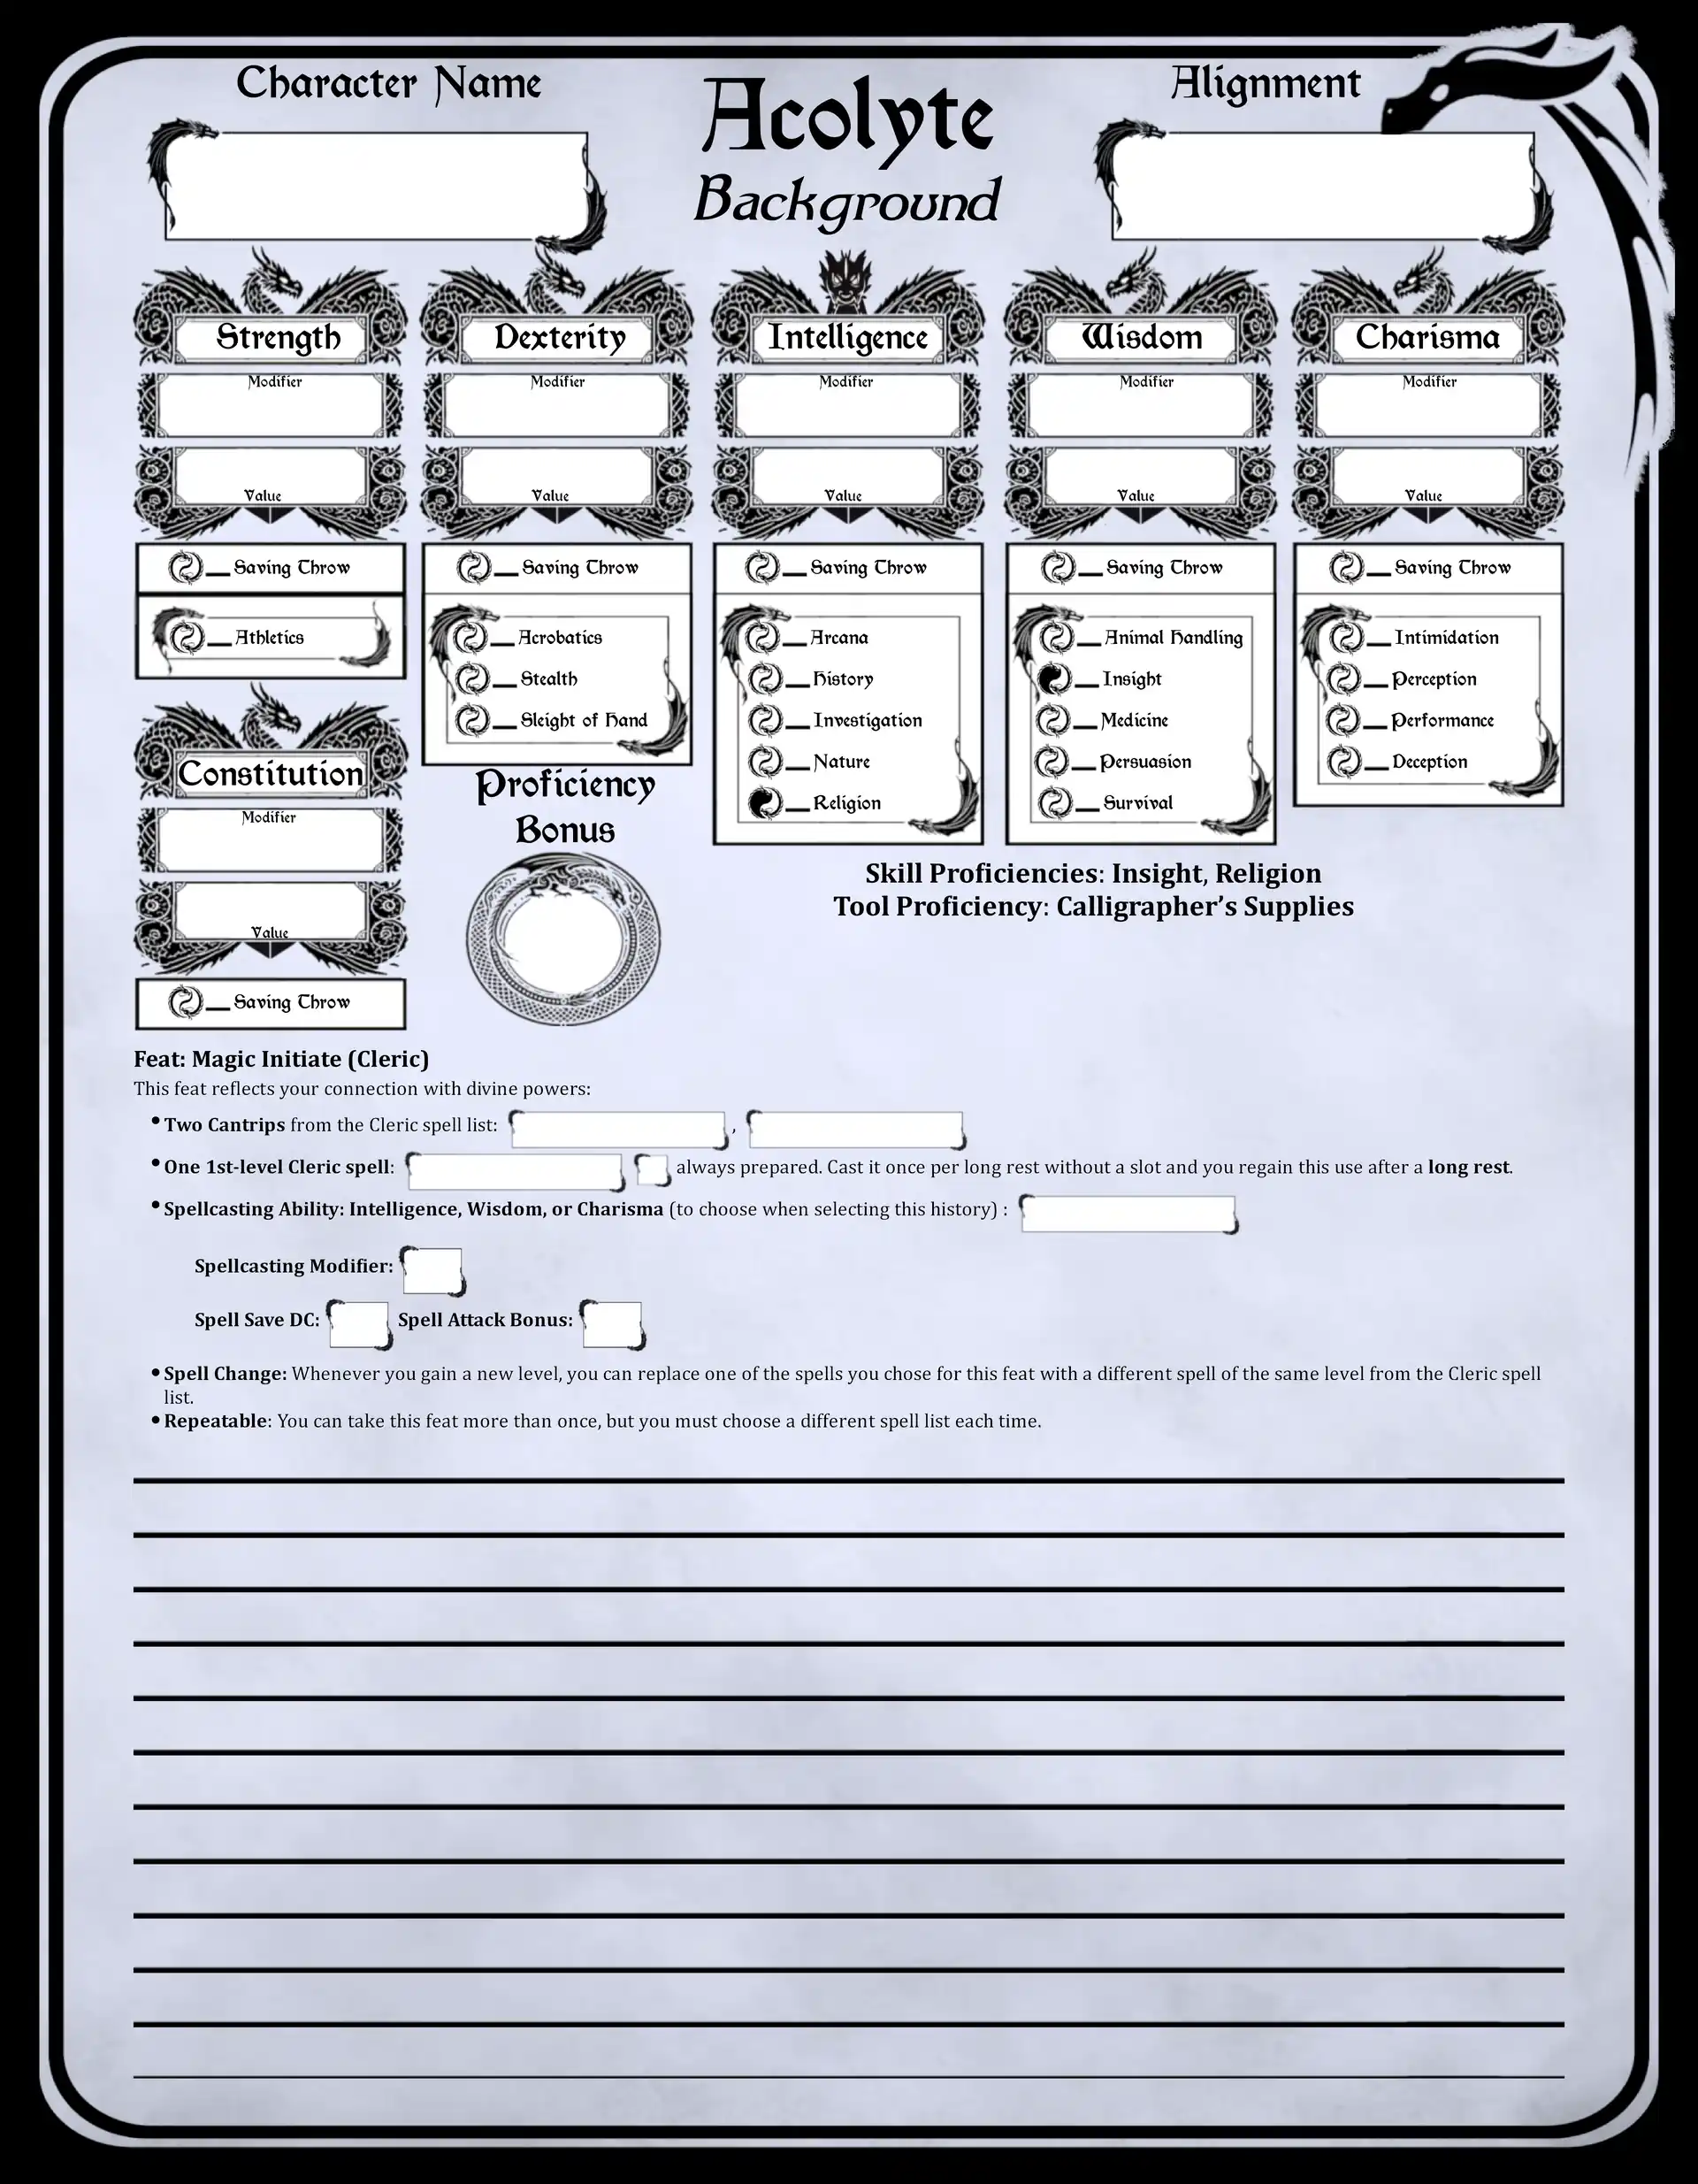 Character Name
Acolyte
Background
Alignment
Strength
Modifier
Value
Saving Throw
Athletics
Dexterity
Modifier
Value
Saving Throw
Acrobatics
Stealth
Sleight of Hand
Intelligence
Modifier
Value
Saving Throw
Arcana
History
Investigation
Nature
Religion
Wisdom
Modifier
Value
Saving Throw
Animal Handling
Insight
Medicine
Persuasion
Survival
Charisma
Modifier
Value
Saving Throw
Intimidation
Perception
Performance
Deception
Constitution
Modifier
Value
Saving Throw
Proficiency
Bonus
Skill Proficiencies: Insight, Religion
Tool Proficiency: Calligrapher’s Supplies
Feat: Magic Initiate (Cleric)
This feat reflects your connection with divine powers:
• Two Cantrips from the Cleric spell list: ,
• One 1st-level Cleric spell: always prepared. Cast it once per long rest without a slot and you regain this use after a long rest.
• Spellcasting Ability: Intelligence, Wisdom, or Charisma (to choose when selecting this history) :
Spellcasting Modifier:
Spell Save DC: Spell Attack Bonus:
• Spell Change: Whenever you gain a new level, you can replace one of the spells you chose for this feat with a different spell of the same level from the Cleric spell
list.
• Repeatable: You can take this feat more than once, but you must choose a different spell list each time.